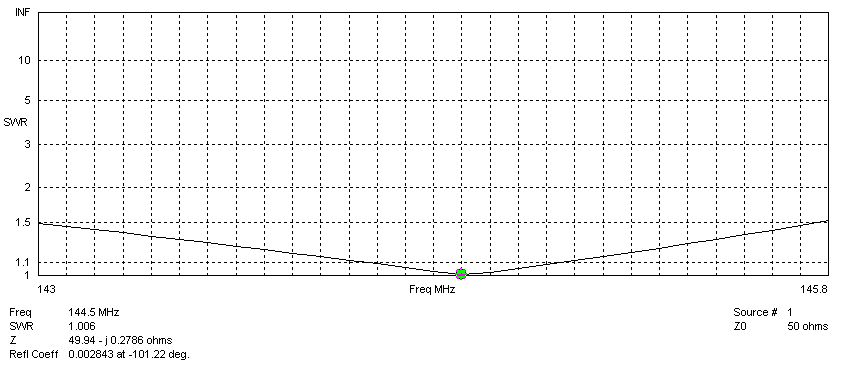 INF
10
5
SWR
3
2
1.5
1.1
1
143 Freq MHz 145.8
Freq 144.5 MHz Source # 1
SWR 1.006 Z0 50 ohms
Z 49.94 - j 0.2786 ohms
Refl Coeff 0.002843 at -101.22 deg.